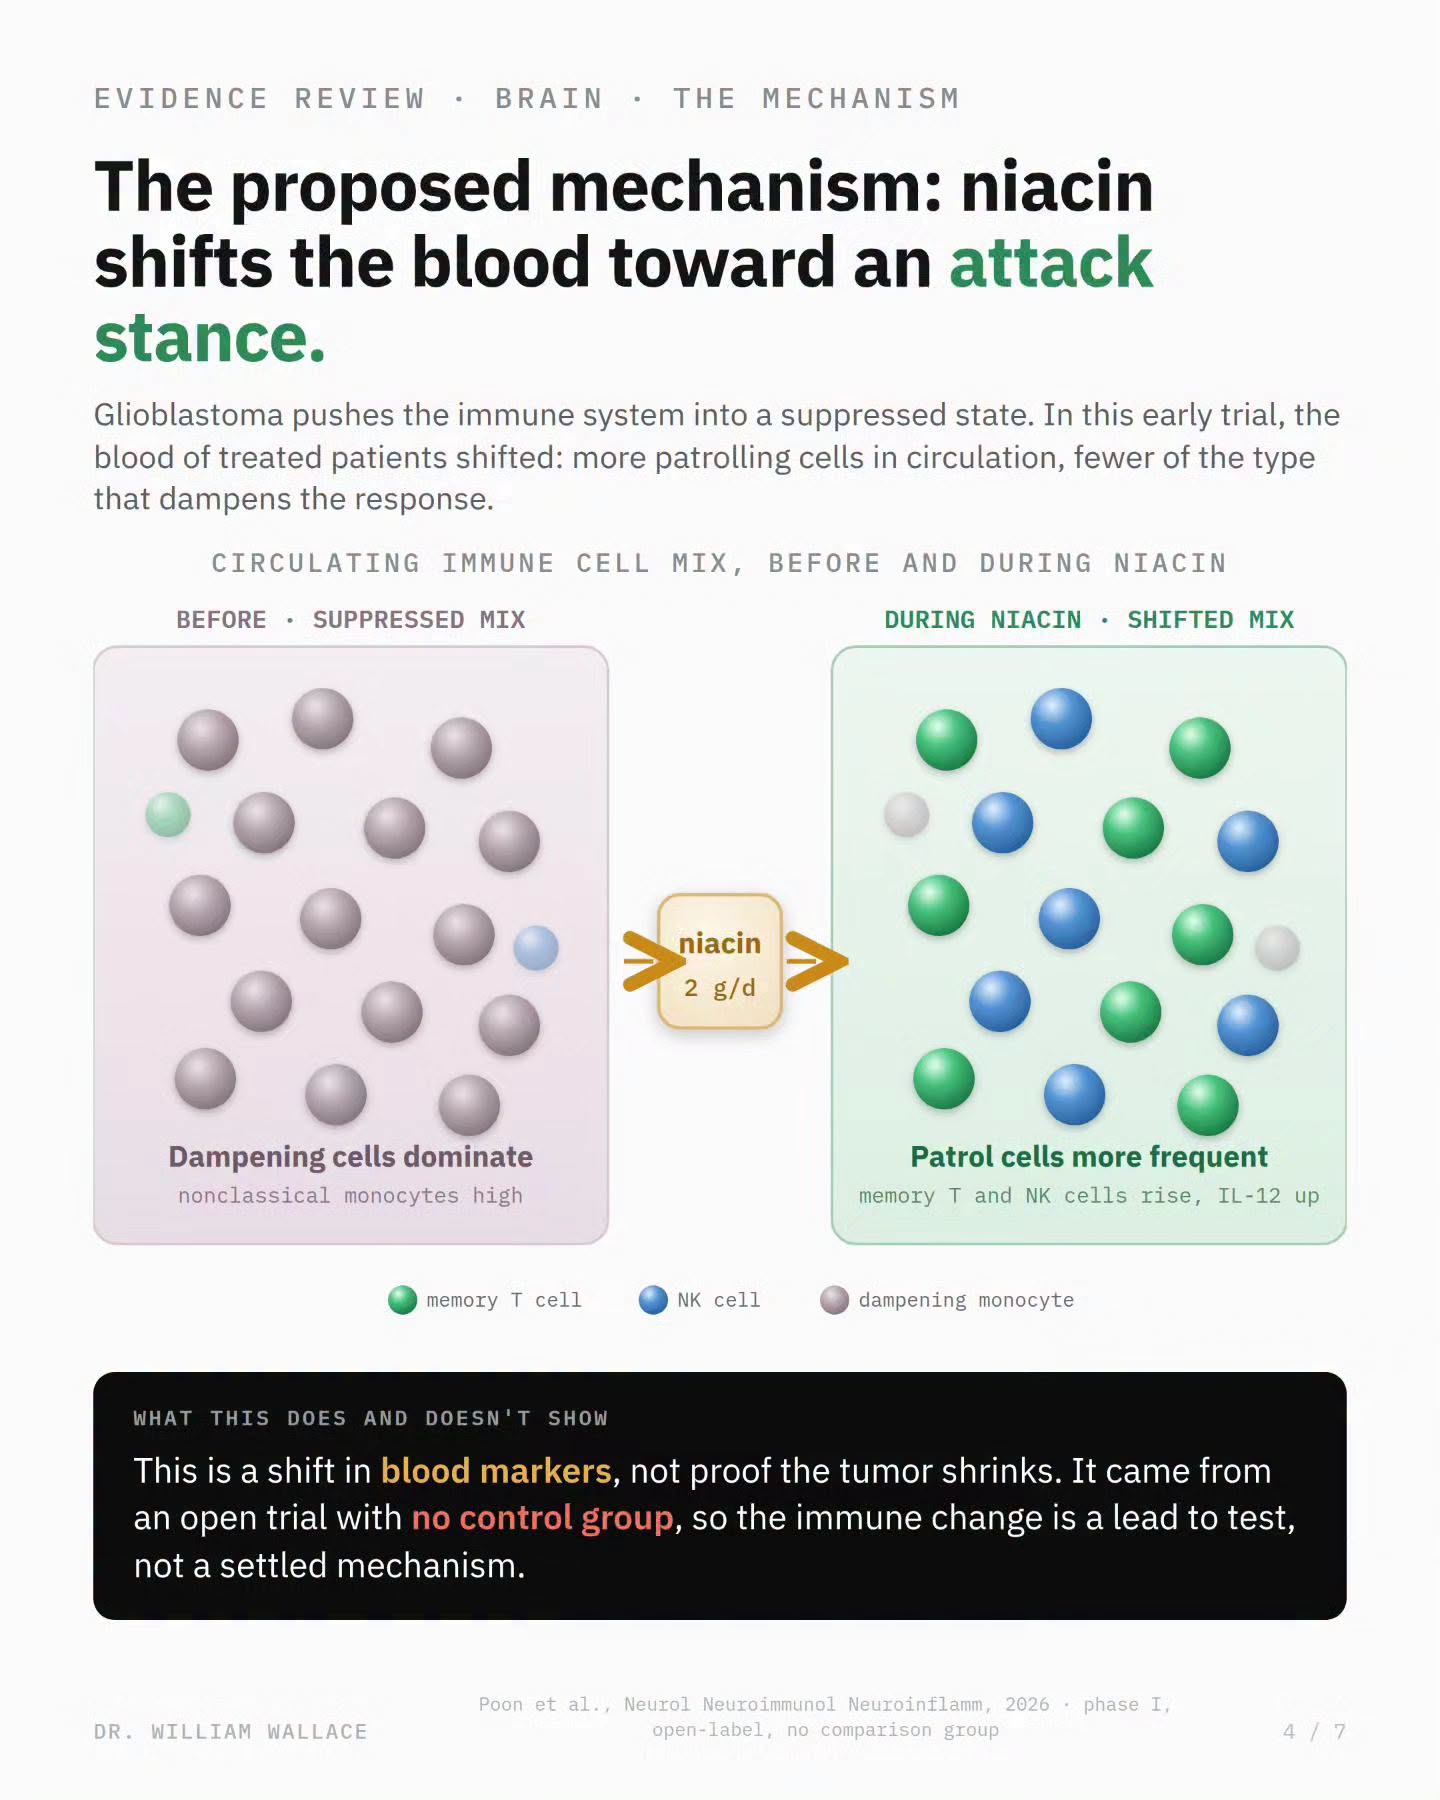 EVIDENCE REVIEW · BRAIN · THE MECHANISM
The proposed mechanism: niacin
shifts the blood toward an attack
stance.
Glioblastoma pushes the immune system into a suppressed state. In this early trial, the
blood of treated patients shifted: more patrolling cells in circulation, fewer of the type
that dampens the response.
CIRCULATING IMMUNE CELL MIX, BEFORE AND DURING NIACIN
BEFORE · SUPPRESSED MIX
DURING NIACIN · SHIFTED MIX
niacin
2 g/d
Dampening cells dominate
nonclassical monocytes high
Patrol cells more frequent
memory T and NK cells rise, IL-12 up
memory T cell
NK cell
dampening monocyte
WHAT THIS DOES AND DOESN'T SHOW
This is a shift in blood markers, not proof the tumor shrinks. It came from
an open trial with no control group, so the immune change is a lead to test,
not a settled mechanism.
DR. WILLIAM WALLACE
Poon et al., Neurol Neuroimmunol Neuroinflamm, 2026 · phase I,
open-label, no comparison group
4 / 7